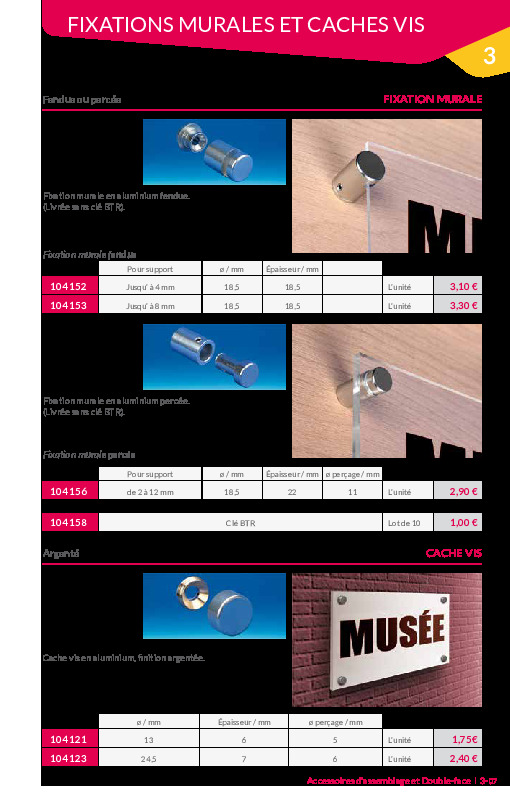 FIXATIONS MURALES ET CACHES VIS
3
Fendue ou percée FIXATION MURALE
Fixation murale en aluminium fendue.
(Livrée sans clé BTR).
Fixation murale fendue
Pour support ø / mm Épaisseur / mm
104152 Jusqu' à 4 mm 18,5 18,5 L'unité 3,10 €
104153 Jusqu' à 8 mm 18,5 18,5 L'unité 3,30 €
Fixation murale en aluminium percée.
(Livrée sans clé BTR).
Fixation murale percée
Pour support ø / mm Épaisseur / mm ø perçage / mm
104156 de 2 à 12 mm 18,5 22 11 L'unité 2,90 €
104158 Clé BTR Lot de 10 1,00 €
Argenté CACHE VIS
MUSÉE
Cache vis en aluminium, finition argentée.
ø / mm Épaisseur / mm ø perçage / mm
104121 13 6 5 L'unité 1,75€
104123 24,5 7 6 L'unité 2,40 €
Accessoires d'assemblage et Double-face | 3-07